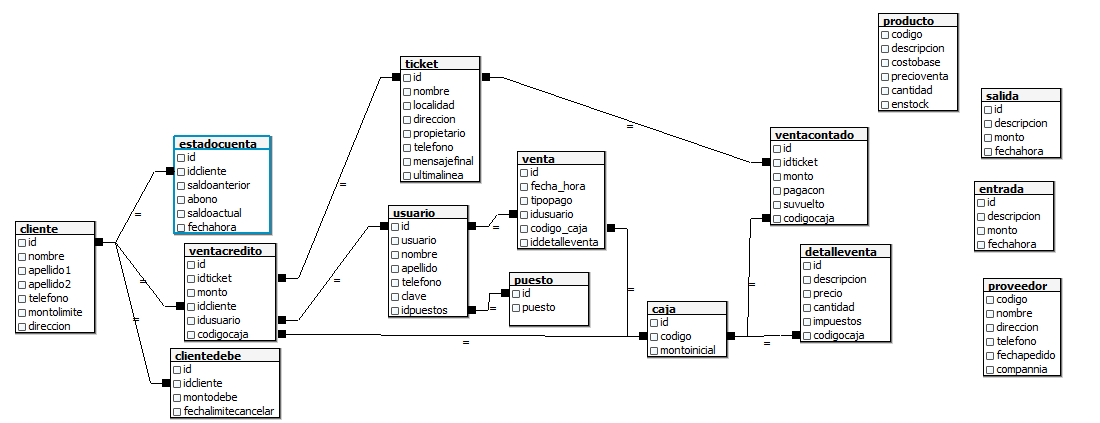 producto
codigo
descripcion
costobase
precioventa
cantidad
enstock
ticket
id
nombre
localidad
direccion
propietario
telefono
mensajefinal
ultimalinea
salida
id
descripcion
monto
fechahora
ventacontado
id
idticket
monto
pagacon
suvuelto
codigocaja
estadocuenta
id
idcliente
saldoanterior
abono
saldoactual
fechahora
venta
id
fecha_hora
tipopago
idusuario
codigo_caja
iddetalleventa
entrada
id
descripcion
monto
fechahora
usuario
id
usuario
nombre
apellido
telefono
clave
idpuestos
cliente
id
nombre
apellido1
apellido2
telefono
montolimite
direccion
ventacredito
id
idticket
monto
idcliente
idusuario
codigocaja
detalleventa
id
descripcion
precio
cantidad
impuestos
codigocaja
puesto
id
puesto
proveedor
codigo
nombre
direccion
telefono
fechapedido
compannia
caja
id
codigo
montoinicial
clientedebe
id
idcliente
montodebe
fechalimitecancelar
=
=
=
=
=
=
=
=
=
=
=
=